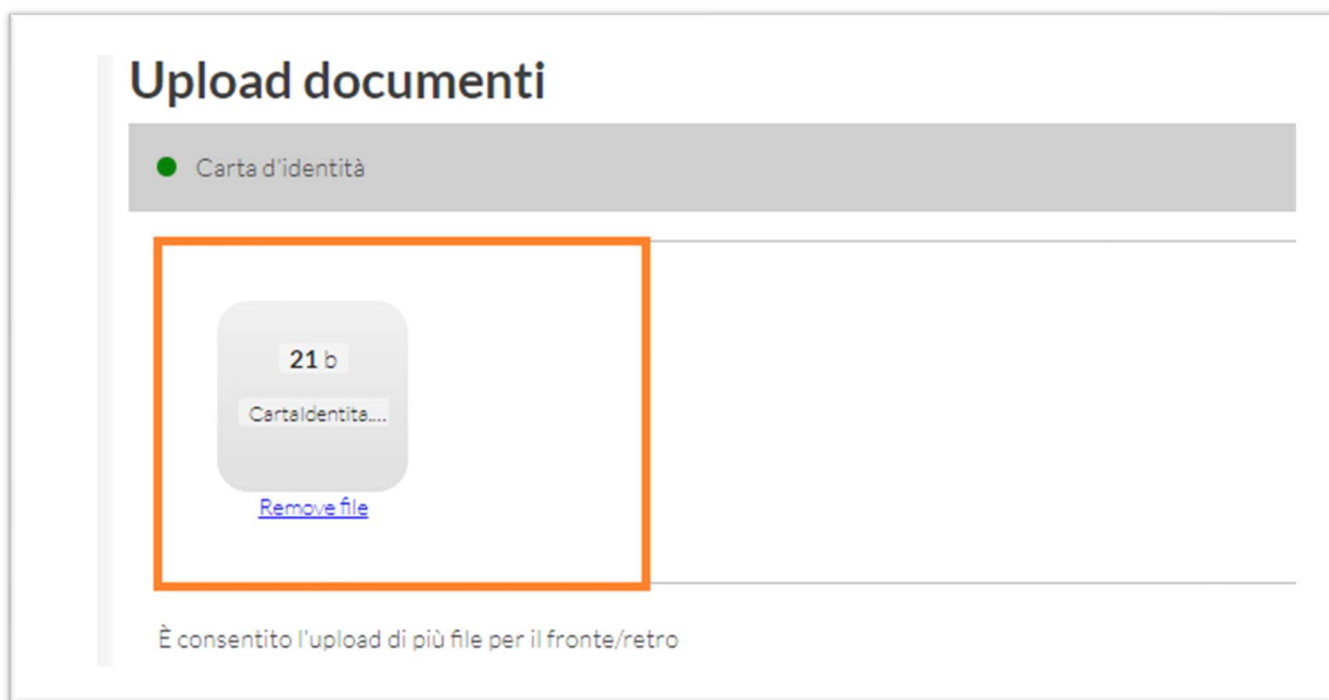 Upload documenti
Carta d'identità
21 b
CartaIdentita....
Remove file
È consentito l'upload di più file per il fronte/retro